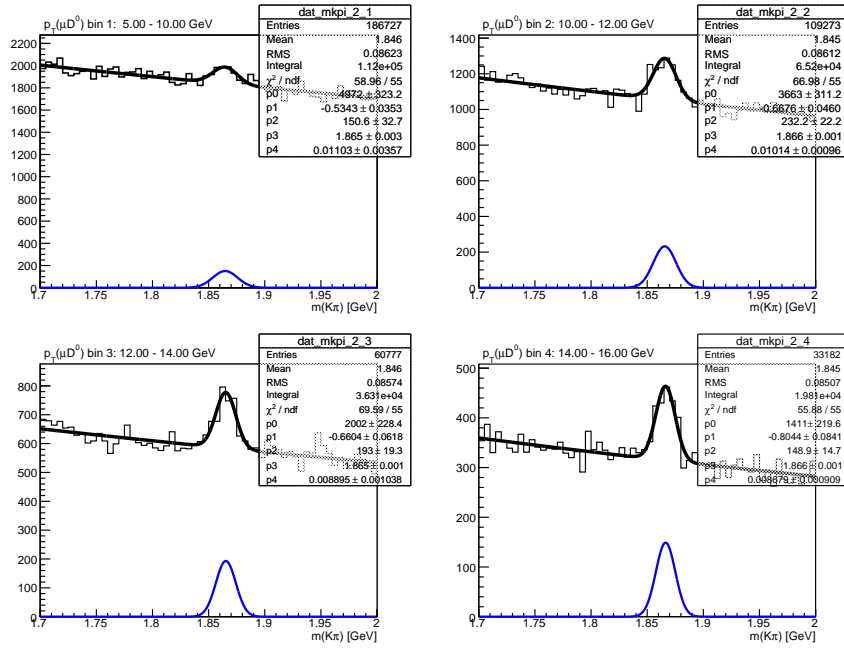 p_T(μD⁰) bin 1: 5.00 - 10.00 GeV
dat_mkpi_2_1
Entries 186727
Mean 1.846
RMS 0.08623
Integral 1.12e+05
χ² / ndf 58.96 / 55
p0 4972 ± 323.2
p1 -0.5343 ± 0.0353
p2 150.6 ± 32.7
p3 1.865 ± 0.003
p4 0.01103 ± 0.00357
2200
2000
1800
1600
1400
1200
1000
800
600
400
200
0
1.7 1.75 1.8 1.85 1.9 1.95 2
m(Kπ) [GeV]
p_T(μD⁰) bin 2: 10.00 - 12.00 GeV
dat_mkpi_2_2
Entries 109273
Mean 1.845
RMS 0.08612
Integral 6.52e+04
χ² / ndf 66.98 / 55
p0 3663 ± 311.2
p1 -0.6676 ± 0.0460
p2 232.2 ± 22.2
p3 1.866 ± 0.001
p4 0.01014 ± 0.00096
1400
1200
1000
800
600
400
200
0
1.7 1.75 1.8 1.85 1.9 1.95 2
m(Kπ) [GeV]
p_T(μD⁰) bin 3: 12.00 - 14.00 GeV
dat_mkpi_2_3
Entries 60777
Mean 1.846
RMS 0.08574
Integral 3.631e+04
χ² / ndf 69.59 / 55
p0 2002 ± 228.4
p1 -0.6604 ± 0.0618
p2 193 ± 19.3
p3 1.865 ± 0.001
p4 0.008895 ± 0.001038
800
700
600
500
400
300
200
100
0
1.7 1.75 1.8 1.85 1.9 1.95 2
m(Kπ) [GeV]
p_T(μD⁰) bin 4: 14.00 - 16.00 GeV
dat_mkpi_2_4
Entries 33182
Mean 1.845
RMS 0.08507
Integral 1.981e+04
χ² / ndf 55.88 / 55
p0 1411 ± 219.6
p1 -0.8044 ± 0.0841
p2 148.9 ± 14.7
p3 1.866 ± 0.001
p4 0.008679 ± 0.000909
500
400
300
200
100
0
1.7 1.75 1.8 1.85 1.9 1.95 2
m(Kπ) [GeV]